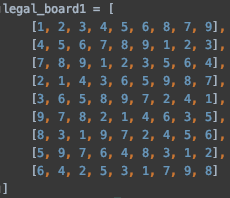 legal_board1 = [
[1, 2, 3, 4, 5, 6, 8, 7, 9],
[4, 5, 6, 7, 8, 9, 1, 2, 3],
[7, 8, 9, 1, 2, 3, 5, 6, 4],
[2, 1, 4, 3, 6, 5, 9, 8, 7],
[3, 6, 5, 8, 9, 7, 2, 4, 1],
[9, 7, 8, 2, 1, 4, 6, 3, 5],
[8, 3, 1, 9, 7, 2, 4, 5, 6],
[5, 9, 7, 6, 4, 8, 3, 1, 2],
[6, 4, 2, 5, 3, 1, 7, 9, 8]
]